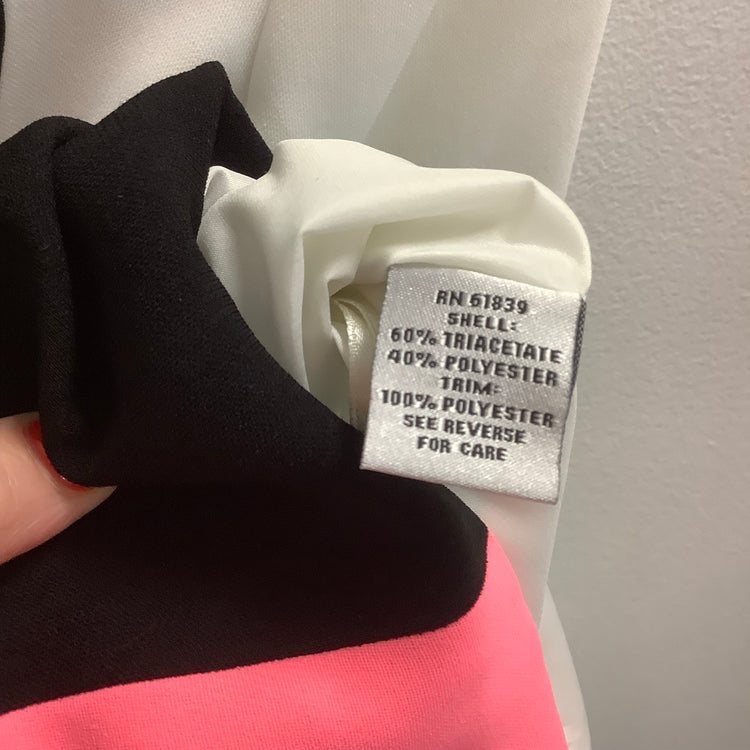 RN 61839
SHELL:
60% TRIACETATE
40% POLYESTER
TRIM:
100% POLYESTER
SEE REVERSE
FOR CARE